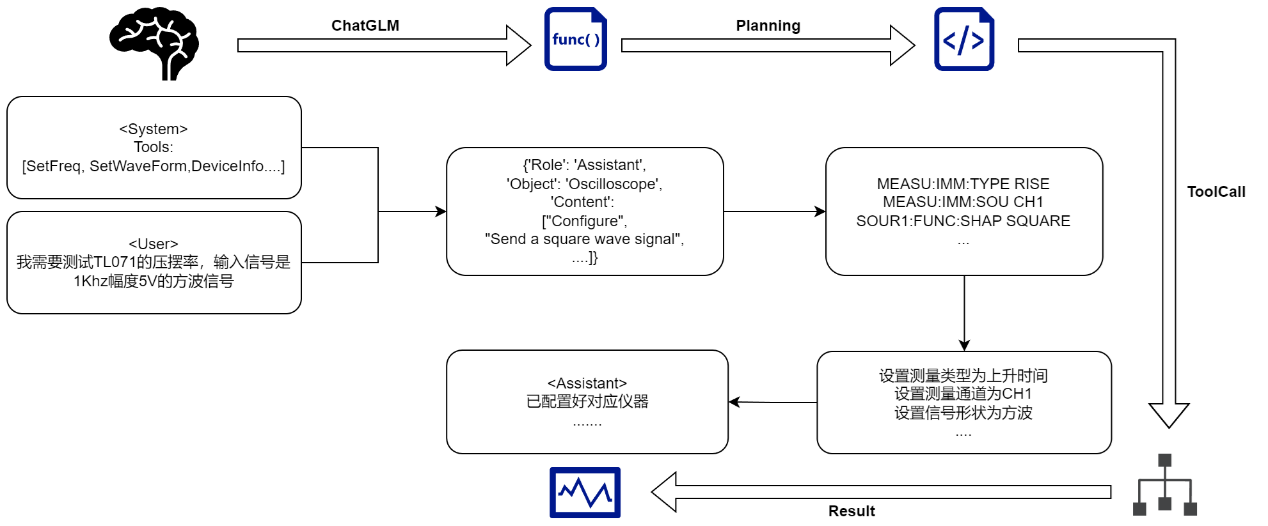 ChatGLM
func( )
Planning
</>
<System>
Tools:
[SetFreq, SetWaveForm,DeviceInfo....]
<User>
我需要测试TL071的压摆率，输入信号是
1Khz幅度5V的方波信号
{'Role': 'Assistant',
'Object': 'Oscilloscope',
'Content':
["Configure",
"Send a square wave signal",
....]}
MEASU:IMM:TYPE RISE
MEASU:IMM:SOU CH1
SOUR1:FUNC:SHAP SQUARE
...
ToolCall
设置测量类型为上升时间
设置测量通道为CH1
设置信号形状为方波
....
<Assistant>
已配置好对应仪器
.......
Result